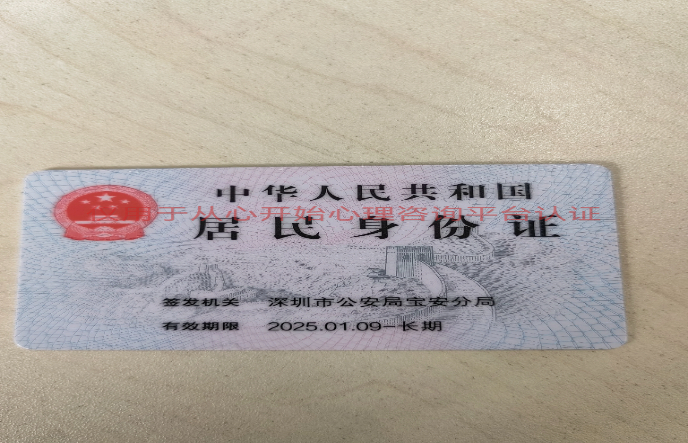 中华人民共和国
仅用于从心开始心理咨询平台认证
居民身份证
签发机关 深圳市公安局宝安分局
有效期限 2025.01.09-长期